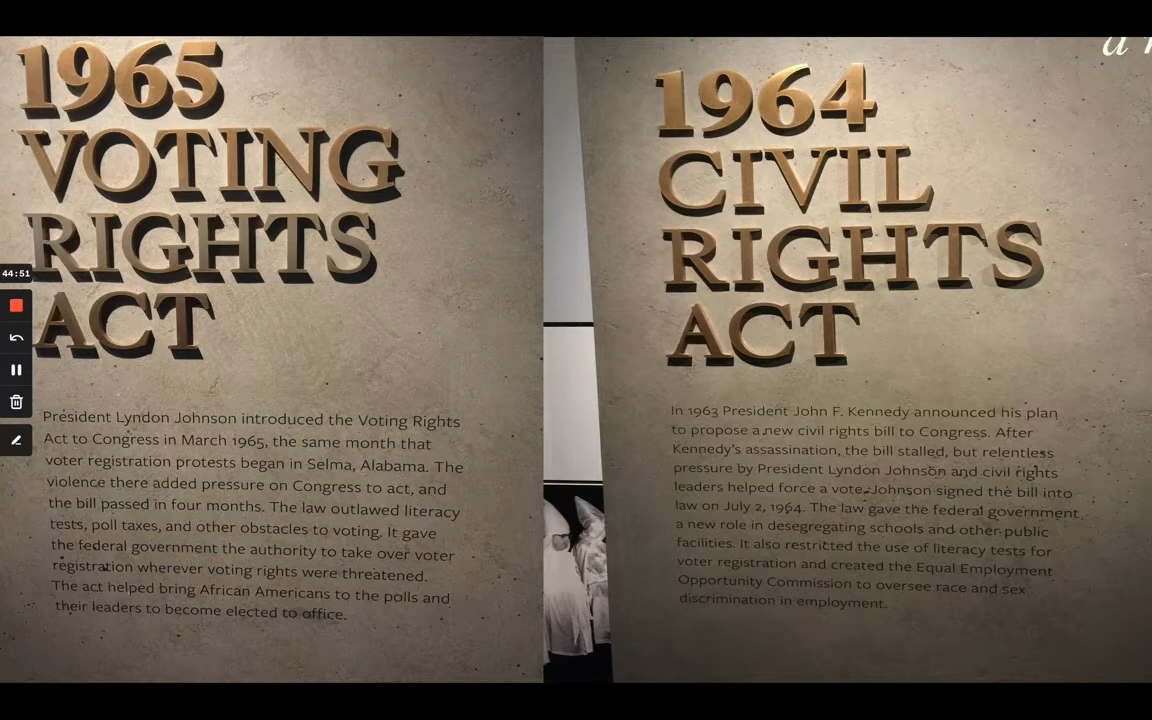 1965
VOTING
RIGHTS
ACT
President Lyndon Johnson introduced the Voting Rights
Act to Congress in March 1965, the same month that
voter registration protests began in Selma, Alabama. The
violence there added pressure on Congress to act, and
the bill passed in four months. The law outlawed literacy
tests, poll taxes, and other obstacles to voting. It gave
the federal government the authority to take over voter
registration wherever voting rights were threatened.
The act helped bring African Americans to the polls and
their leaders to become elected to office.
1964
CIVIL
RIGHTS
ACT
In 1963 President John F. Kennedy announced his plan
to propose a new civil rights bill to Congress. After
Kennedy's assassination, the bill stalled, but relentless
pressure by President Lyndon Johnson and civil rights
leaders helped force a vote. Johnson signed the bill into
law on July 2, 1964. The law gave the federal government
a new role in desegregating schools and other public
facilities. It also restricted the use of literacy tests for
voter registration and created the Equal Employment
Opportunity Commission to oversee race and sex
discrimination in employment.
44:51